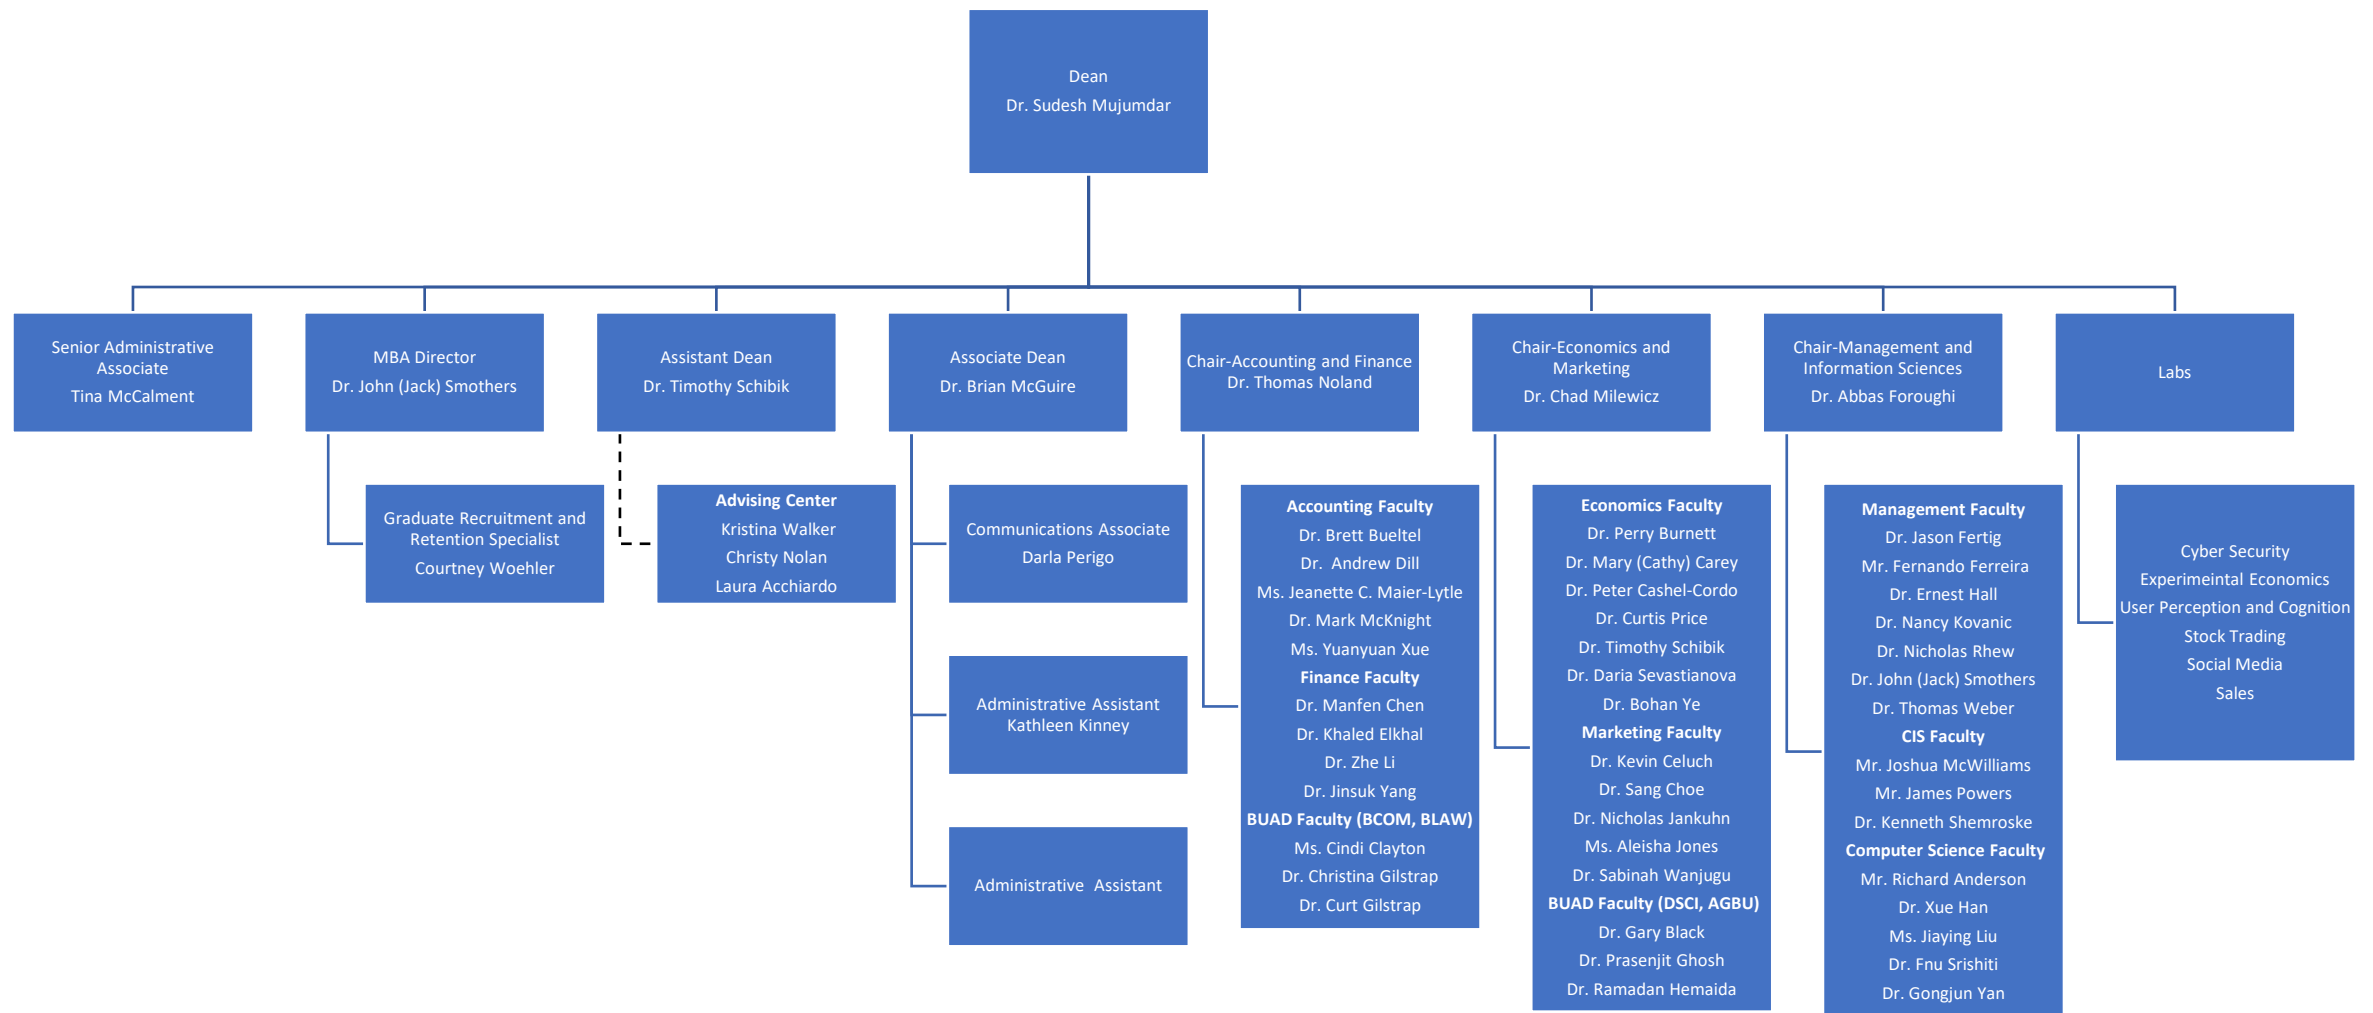 Dean
Dr. Sudesh Mujumdar
Senior Administrative
Associate
Tina McCalment
MBA Director
Dr. John (Jack) Smothers
Assistant Dean
Dr. Timothy Schibik
Associate Dean
Dr. Brian McGuire
Chair-Accounting and Finance
Dr. Thomas Noland
Chair-Economics and
Marketing
Dr. Chad Milewicz
Chair-Management and
Information Sciences
Dr. Abbas Foroughi
Labs
Graduate Recruitment and
Retention Specialist
Courtney Woehler
Advising Center
Kristina Walker
Christy Nolan
Laura Acchiardo
Communications Associate
Darla Perigo
Administrative Assistant
Kathleen Kinney
Administrative Assistant
Accounting Faculty
Dr. Brett Bueltel
Dr. Andrew Dill
Ms. Jeanette C. Maier-Lytle
Dr. Mark McKnight
Ms. Yuanyuan Xue
Finance Faculty
Dr. Manfen Chen
Dr. Khaled Elkhal
Dr. Zhe Li
Dr. Jinsuk Yang
BUAD Faculty (BCOM, BLAW)
Ms. Cindi Clayton
Dr. Christina Gilstrap
Dr. Curt Gilstrap
Economics Faculty
Dr. Perry Burnett
Dr. Mary (Cathy) Carey
Dr. Peter Cashel-Cordo
Dr. Curtis Price
Dr. Timothy Schibik
Dr. Daria Sevastianova
Dr. Bohan Ye
Marketing Faculty
Dr. Kevin Celuch
Dr. Sang Choe
Dr. Nicholas Jankuhn
Ms. Aleisha Jones
Dr. Sabinah Wanjugu
BUAD Faculty (DSCI, AGBU)
Dr. Gary Black
Dr. Prasenjit Ghosh
Dr. Ramadan Hemaida
Management Faculty
Dr. Jason Fertig
Mr. Fernando Ferreira
Dr. Ernest Hall
Dr. Nancy Kovanic
Dr. Nicholas Rhew
Dr. John (Jack) Smothers
Dr. Thomas Weber
CIS Faculty
Mr. Joshua McWilliams
Mr. James Powers
Dr. Kenneth Shemroske
Computer Science Faculty
Mr. Richard Anderson
Dr. Xue Han
Ms. Jiaying Liu
Dr. Fnu Srishiti
Dr. Gongjun Yan
Cyber Security
Experimeintal Economics
User Perception and Cognition
Stock Trading
Social Media
Sales